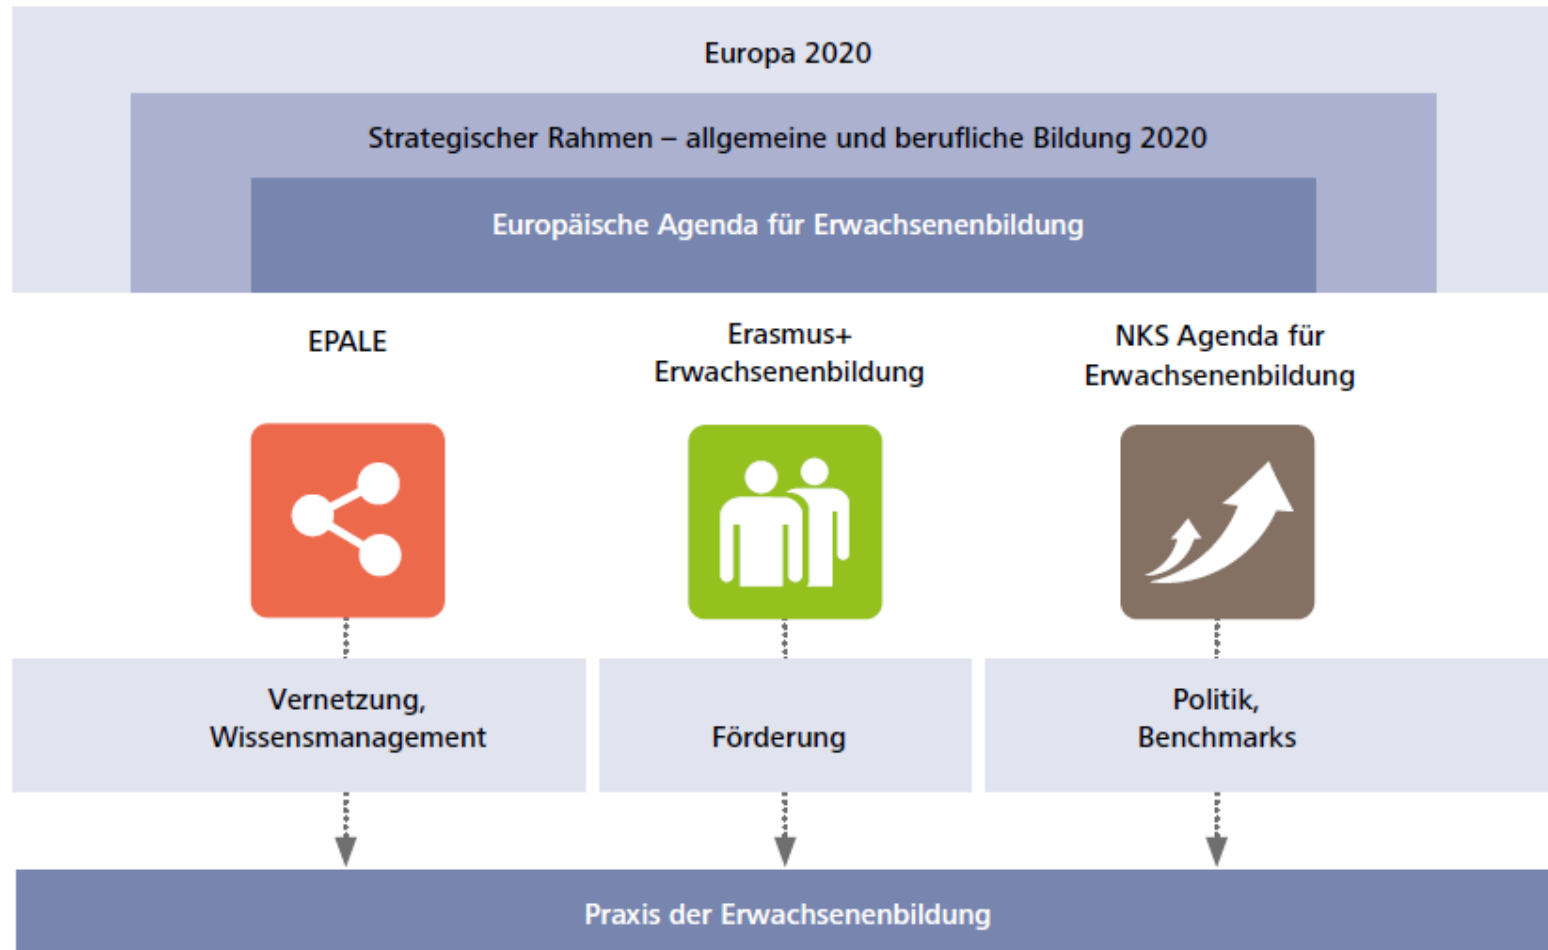 Europa 2020
Strategischer Rahmen – allgemeine und berufliche Bildung 2020
Europäische Agenda für Erwachsenenbildung
EPALE
Erasmus+
Erwachsenenbildung
NKS Agenda für
Erwachsenenbildung
Vernetzung,
Wissensmanagement
Förderung
Politik,
Benchmarks
Praxis der Erwachsenenbildung